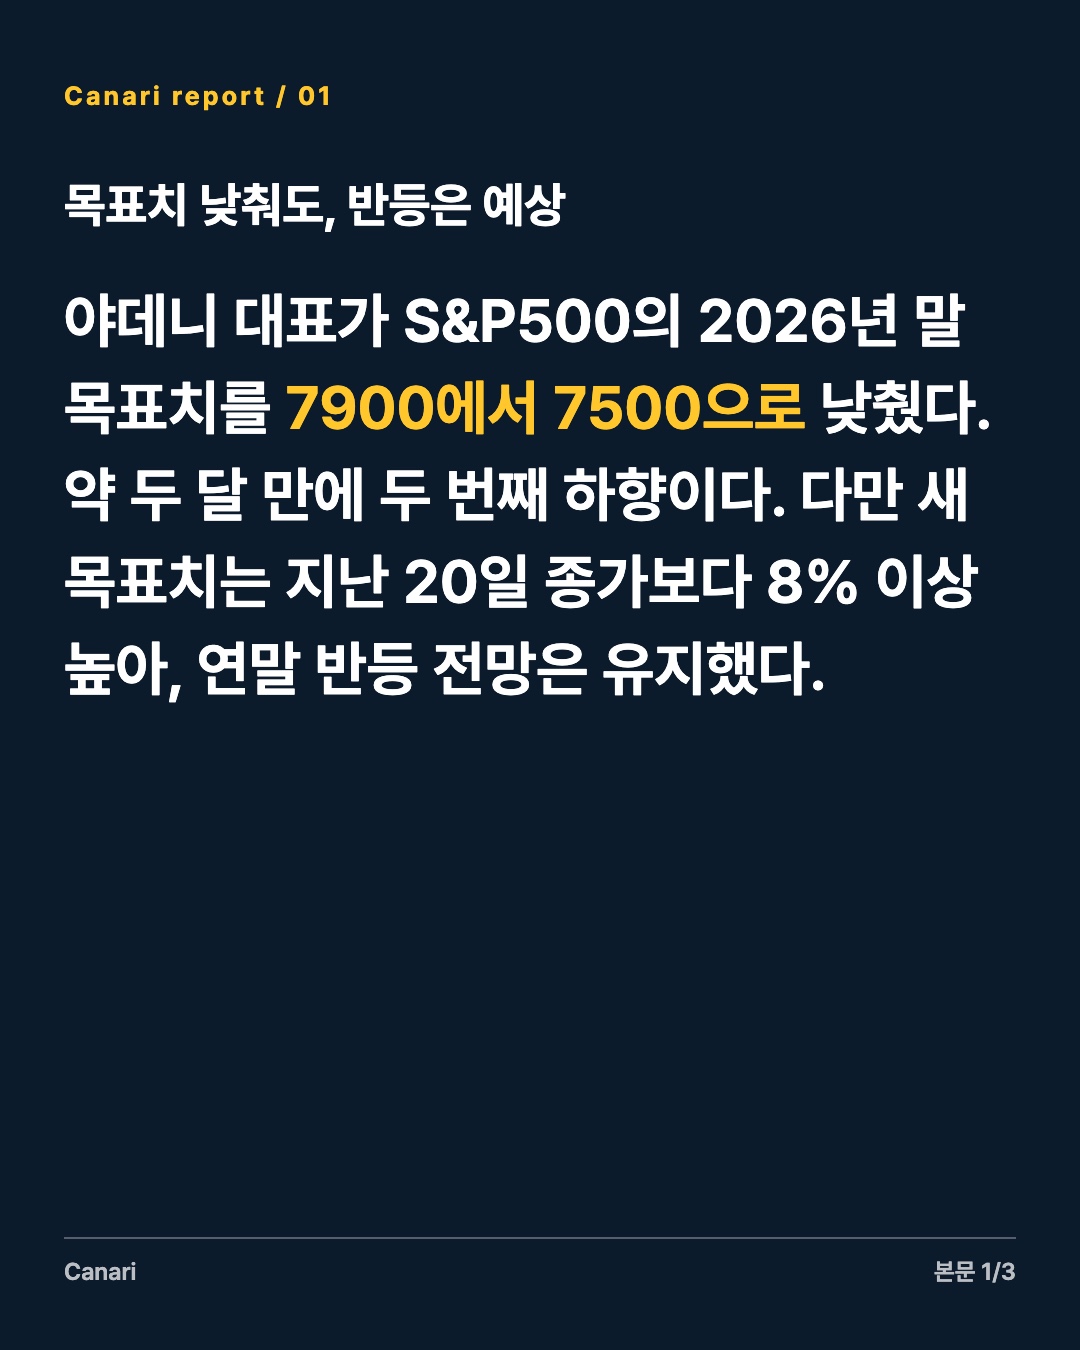 Canari report / 01
목표치 낮춰도, 반등은 예상
야데니 대표가 S&P500의 2026년 말
목표치를 7900에서 7500으로 낮췄다.
약 두 달 만에 두 번째 하향이다. 다만 새
목표치는 지난 20일 종가보다 8% 이상
높아, 연말 반등 전망은 유지했다.
Canari
본문 1/3